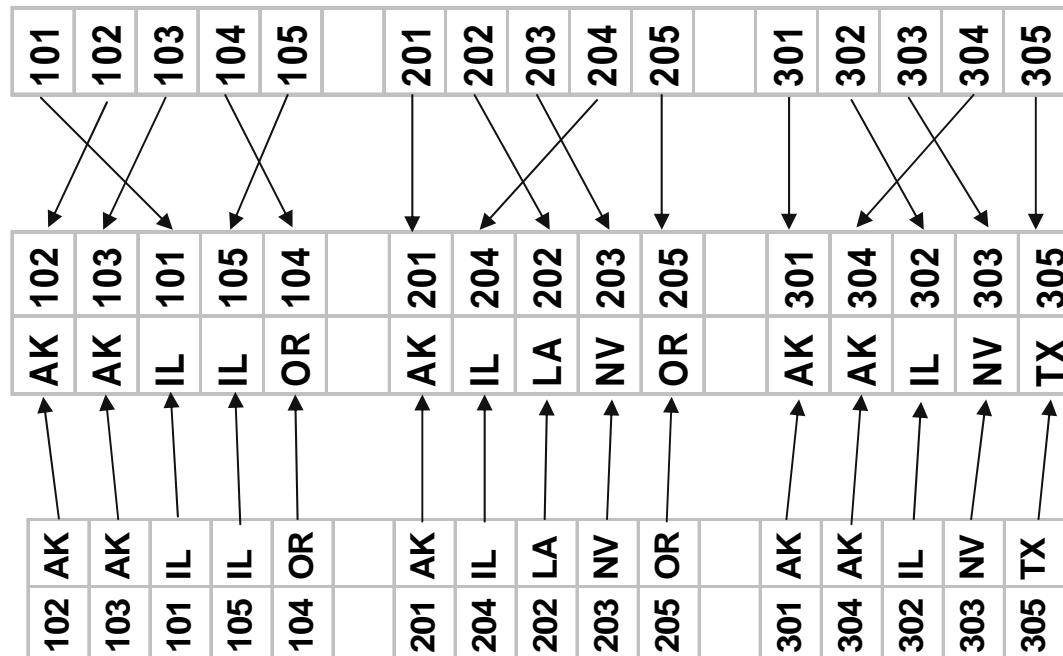 102 AK AK 102 101
103 AK AK 103 102
101 IL IL 101 103
105 IL IL 105 104
104 OR OR 104 105
201 AK AK 201 201
204 IL IL 204 202
202 LA LA 202 203
203 NV NV 203 204
205 OR OR 205 205
301 AK AK 301 301
304 AK AK 304 302
302 IL IL 302 303
303 NV NV 303 304
305 TX TX 305 305